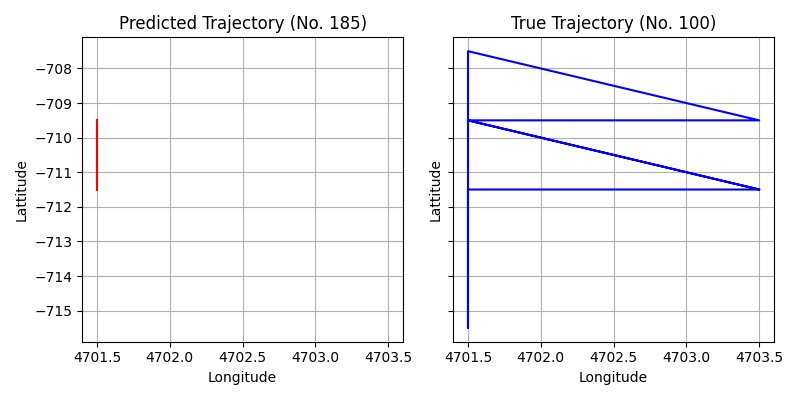 Predicted Trajectory (No. 185)
True Trajectory (No. 100)
Lattitude
−708
−709
−710
−711
−712
−713
−714
−715
4701.5 4702.0 4702.5 4703.0 4703.5
Longitude
Lattitude
4701.5 4702.0 4702.5 4703.0 4703.5
Longitude